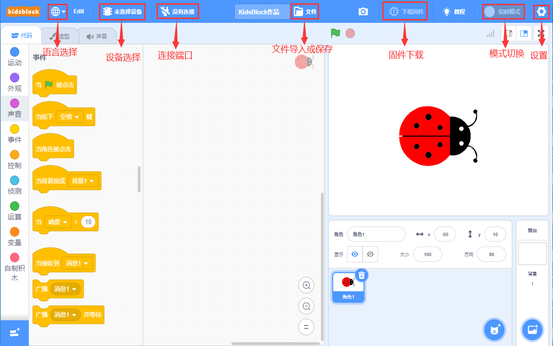 kidsblock Edit 未选择设备 没有连接 KidsBlock作品 文件 下载固件 教程 实时模式
语言选择 设备选择 连接端口 文件导入或保存 固件下载 模式切换 设置
代码 造型 声音
运动
外观
声音
事件
控制
侦测
运算
变量
自制积木
事件
当 被点击
当按下 空格 键
当角色被点击
当背景换成 背景1
当 响度 > 10
当接收到 消息1
广播 消息1
广播 消息1 并等待
角色 角色1 x -50 y 10
显示 大小 100 方向 90
角色1
舞台
背景
1